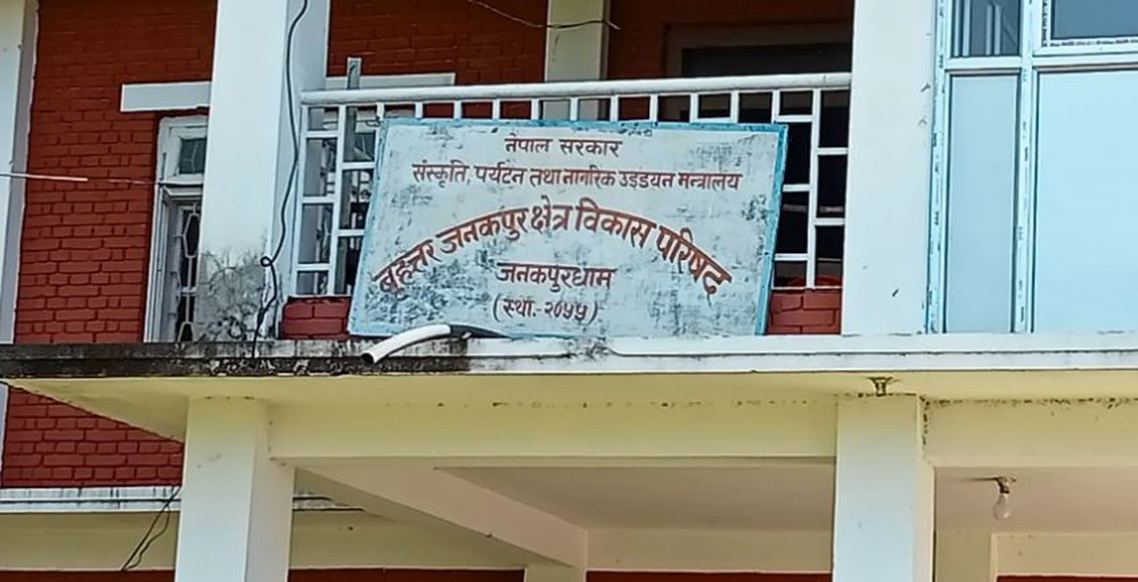 नेपाल सरकार
संस्कृति, पर्यटन तथा नागरिक उड्डयन मन्त्रालय
बृहत्तर जनकपुर क्षेत्र विकास परिषद
जनकपुरधाम
(स्था.-२०५५)